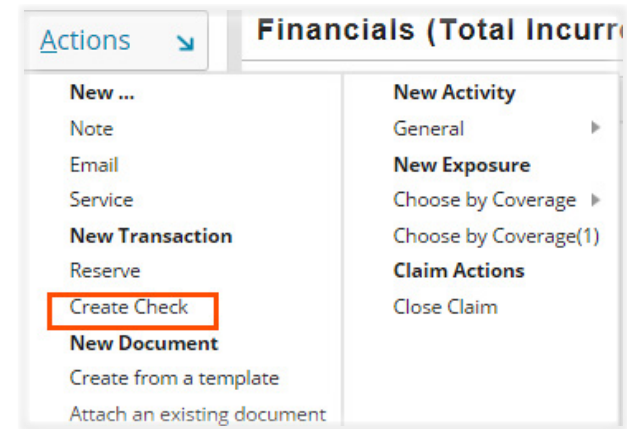 Actions
Financials (Total Incurr
New ...
Note
Email
Service
New Transaction
Reserve
Create Check
New Document
Create from a template
Attach an existing document
New Activity
General
New Exposure
Choose by Coverage
Choose by Coverage(1)
Claim Actions
Close Claim